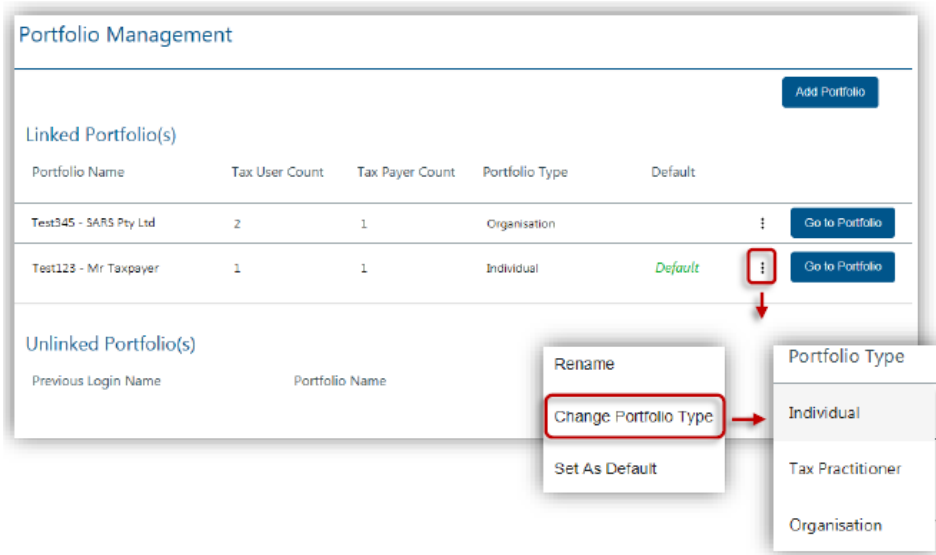 Portfolio Management
Add Portfolio
Linked Portfolio(s)
Portfolio Name Tax User Count Tax Payer Count Portfolio Type Default
Test345 - SARS Pty Ltd 2 1 Organisation Go to Portfolio
Test123 - Mr Taxpayer 1 1 Individual Default Go to Portfolio
Unlinked Portfolio(s)
Previous Login Name Portfolio Name
Rename
Change Portfolio Type
Set As Default
Portfolio Type
Individual
Tax Practitioner
Organisation